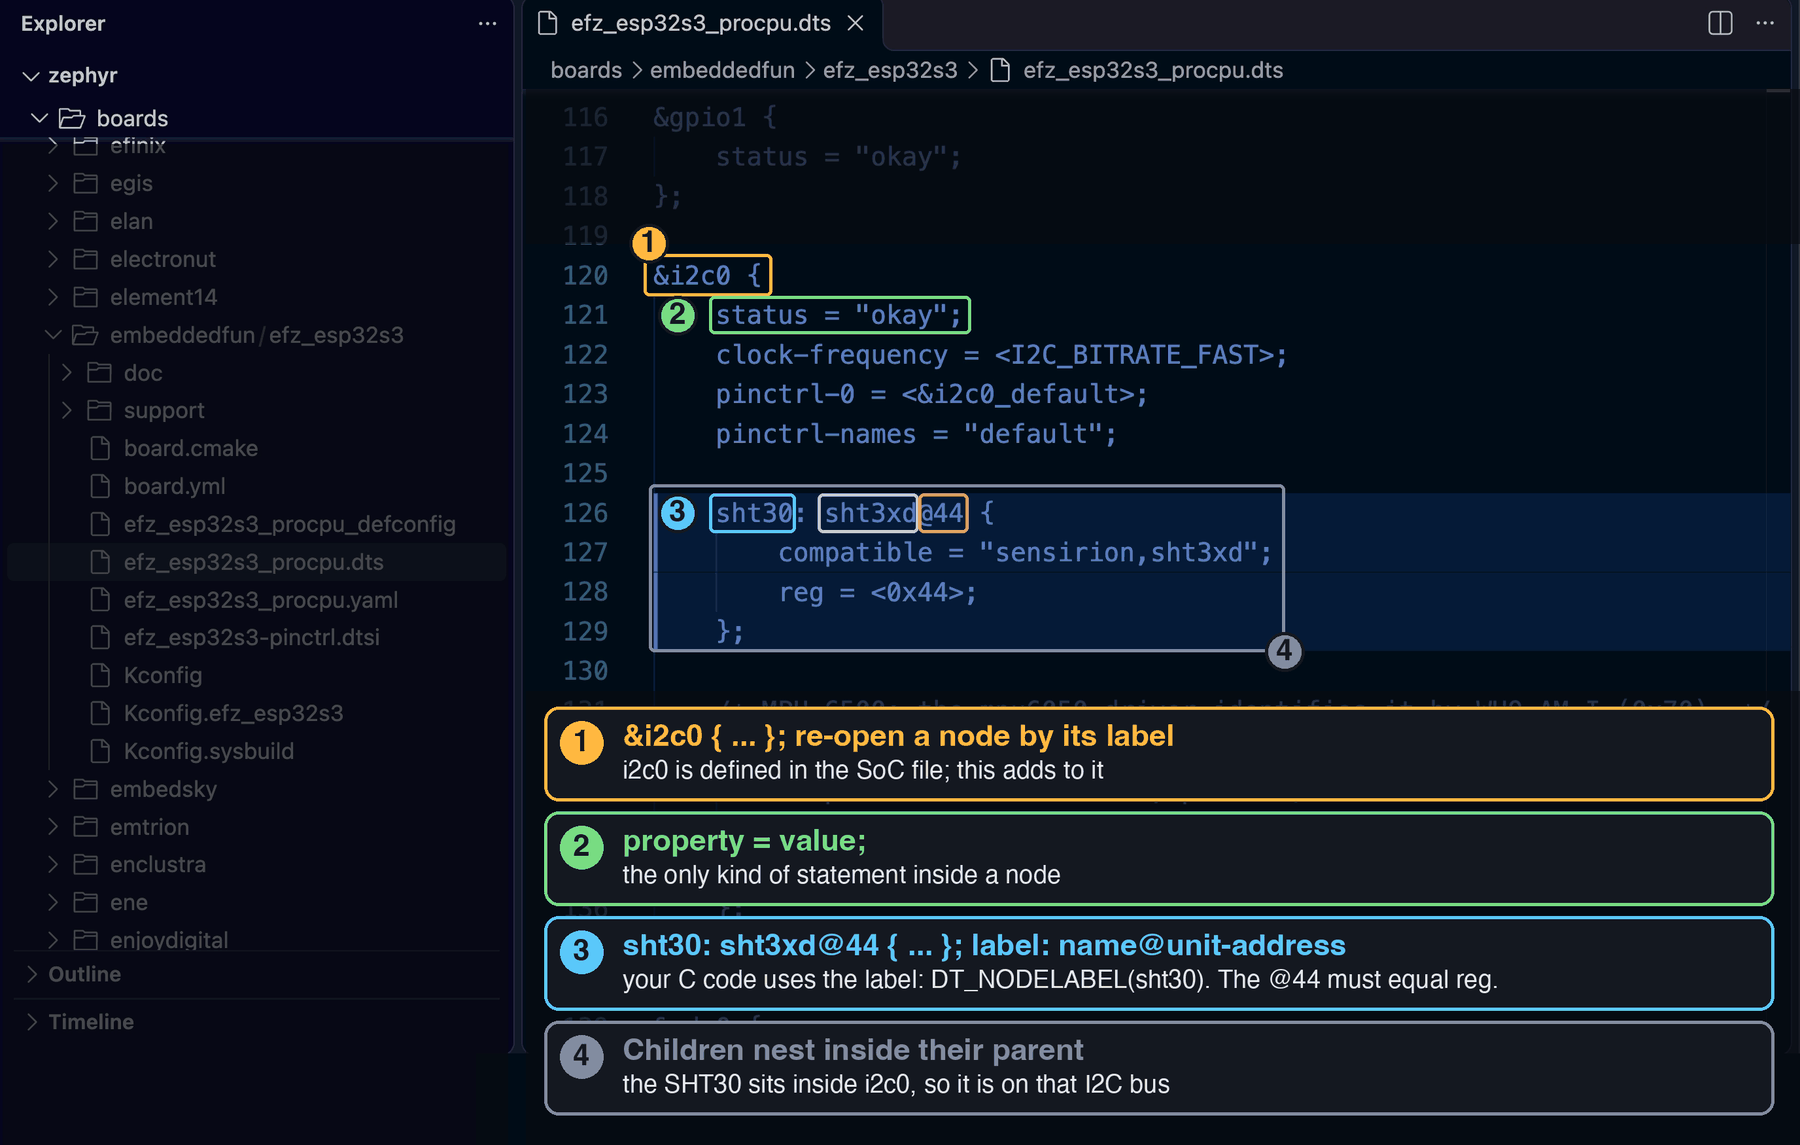 Explorer
zephyr
boards
efinix
egis
elan
electronut
element14
embeddedfun/efz_esp32s3
doc
support
board.cmake
board.yml
efz_esp32s3_procpu_defconfig
efz_esp32s3_procpu.dts
efz_esp32s3_procpu.yaml
efz_esp32s3-pinctrl.dtsi
Kconfig
Kconfig.efz_esp32s3
Kconfig.sysbuild
embedsky
emtrion
enclustra
ene
enjoydigital
Outline
Timeline
efz_esp32s3_procpu.dts
boards > embeddedfun > efz_esp32s3 > efz_esp32s3_procpu.dts
116 &gpio1 {
117 status = "okay";
118 };
119
1
120 &i2c0 {
121 2 status = "okay";
122 clock-frequency = <I2C_BITRATE_FAST>;
123 pinctrl-0 = <&i2c0_default>;
124 pinctrl-names = "default";
125
126 3 sht30: sht3xd@44 {
127 compatible = "sensirion,sht3xd";
128 reg = <0x44>;
129 };
4
130
1 &i2c0 { ... }; re-open a node by its label
i2c0 is defined in the SoC file; this adds to it
2 property = value;
the only kind of statement inside a node
3 sht30: sht3xd@44 { ... }; label: name@unit-address
your C code uses the label: DT_NODELABEL(sht30). The @44 must equal reg.
4 Children nest inside their parent
the SHT30 sits inside i2c0, so it is on that I2C bus